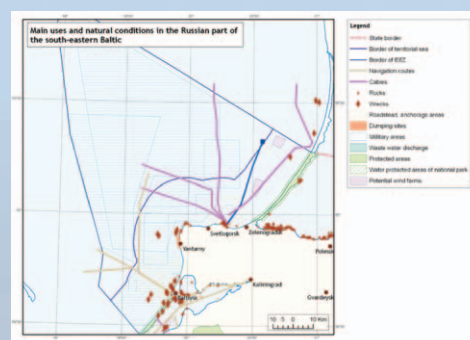 Main uses and natural conditions in the Russian part of
the south-eastern Baltic
Legend
State border
Border of territorial sea
Border of EEZ
Navigation routes
Cables
Rocks
Wrecks
Roadstead, anchorage areas
Dumping sites
Military areas
Waste water discharge
Protected areas
Water protected areas of national park
Potential wind farms
Svetlogorsk
Zelenogradsk
Yantarny
Kaliningrad
Baltiysk
Gvardeysk
10 5 0 10 Km